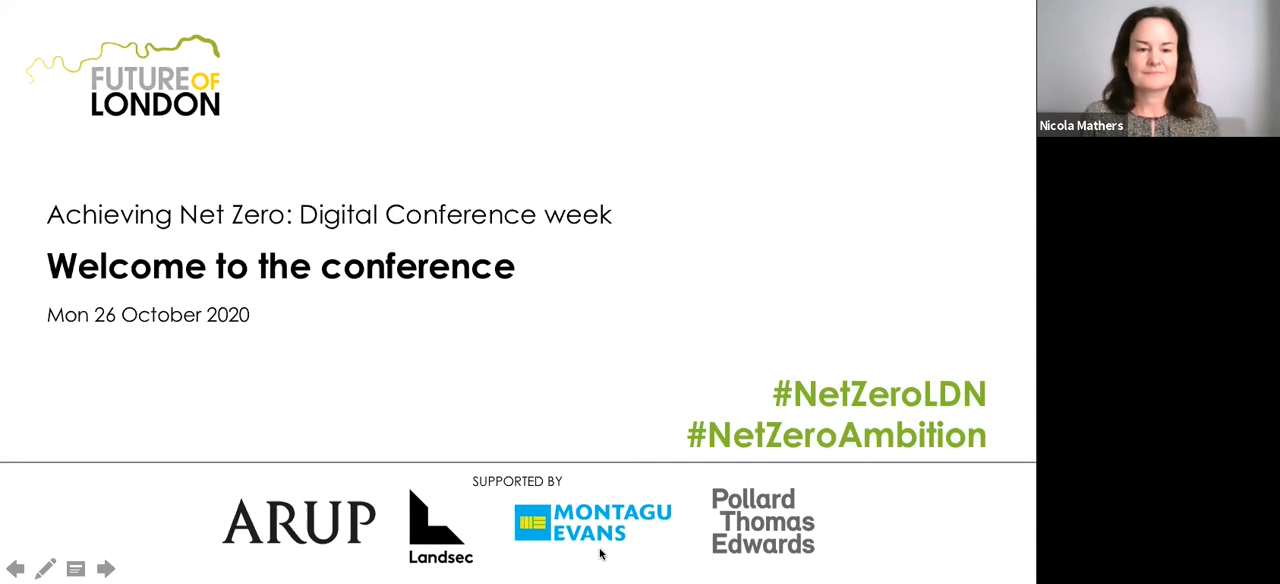 FUTURE OF
LONDON
Nicola Mathers
Achieving Net Zero: Digital Conference week
Welcome to the conference
Mon 26 October 2020
#NetZeroLDN
#NetZeroAmbition
SUPPORTED BY
ARUP
Landsec
MONTAGU
EVANS
Pollard
Thomas
Edwards